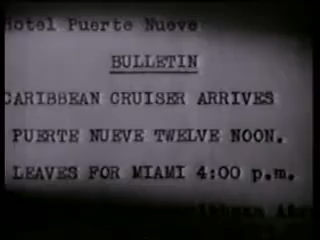 Hotel Puerte Nueve
BULLETIN
CARIBBEAN CRUISER ARRIVES
PUERTE NUEVE TWELVE NOON.
LEAVES FOR MIAMI 4:00 p.m.